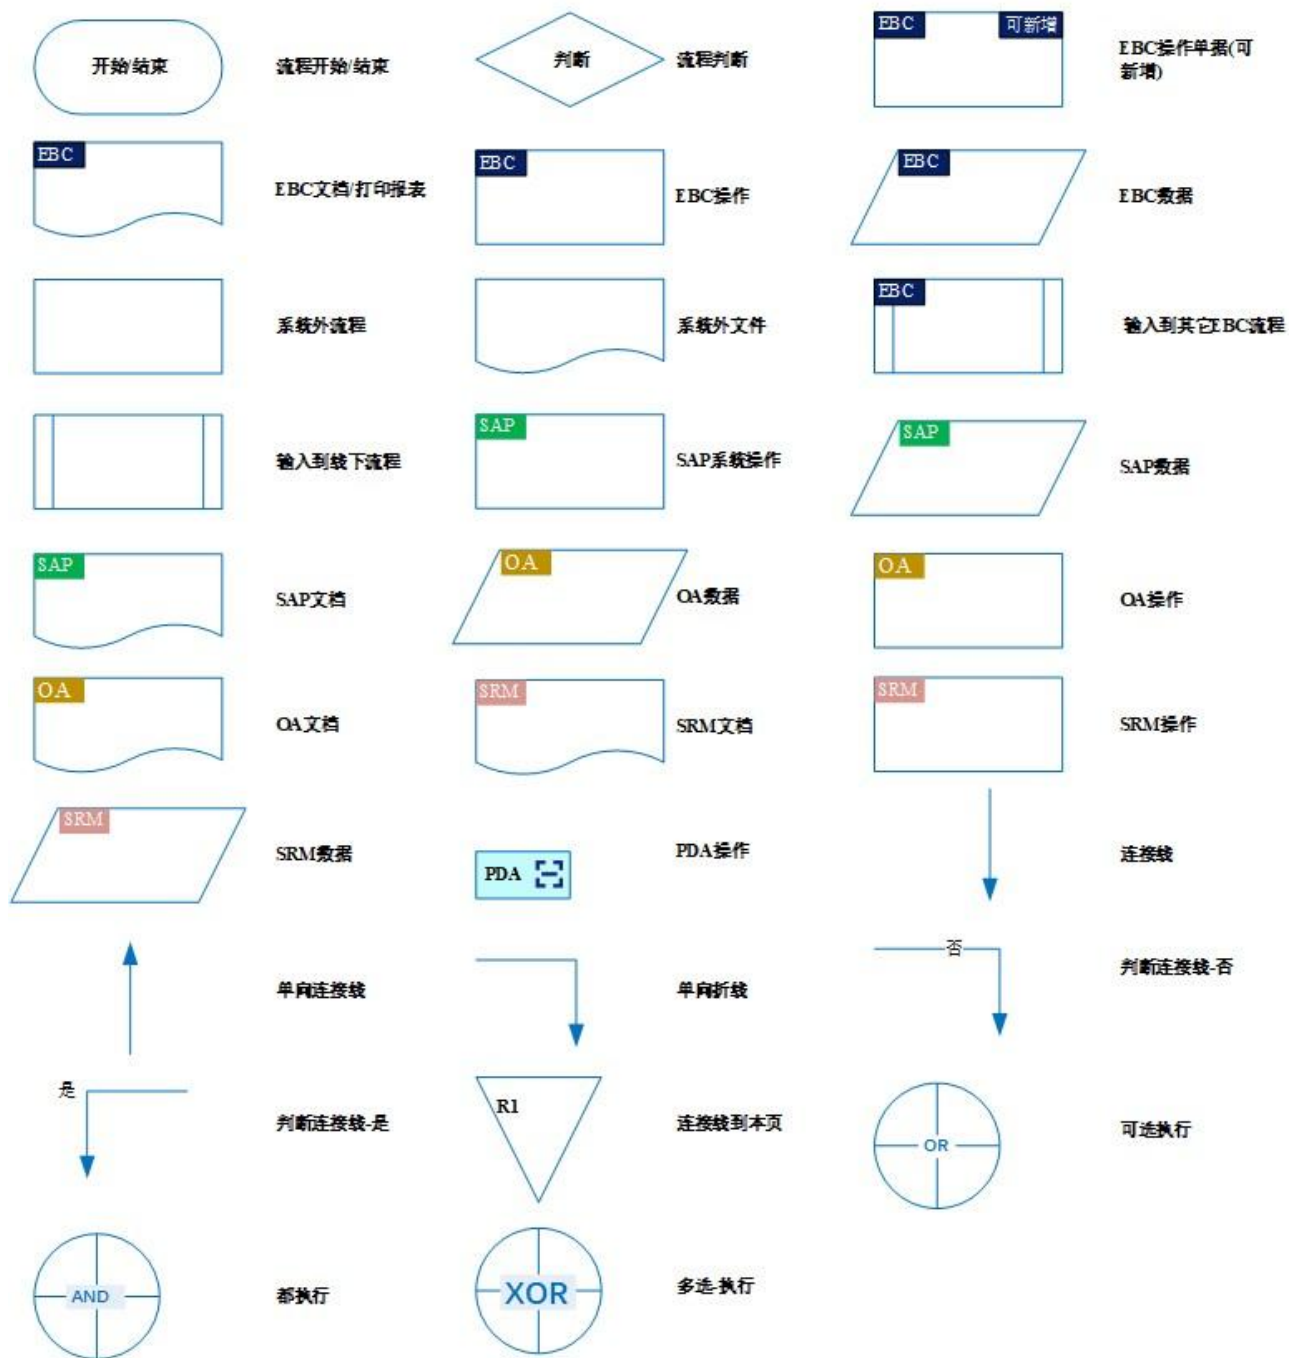 开始/结束
流程开始/结束
判断
流程判断
EBC
可新增
EBC操作单据(可
新增)
EBC
EBC文档/打印报表
EBC
EBC操作
EBC
EBC数据
系统外流程
系统外文件
EBC
输入到其它EBC流程
输入到线下流程
SAP
SAP系统操作
SAP
SAP数据
SAP
SAP文档
OA
OA数据
OA
OA操作
OA
OA文档
SRM
SRM文档
SRM
SRM操作
SRM
SRM数据
PDA
PDA操作
连接线
单向连接线
单向折线
否
判断连接线-否
是
判断连接线-是
R1
连接线到本页
OR
可选执行
AND
都执行
XOR
多选-执行